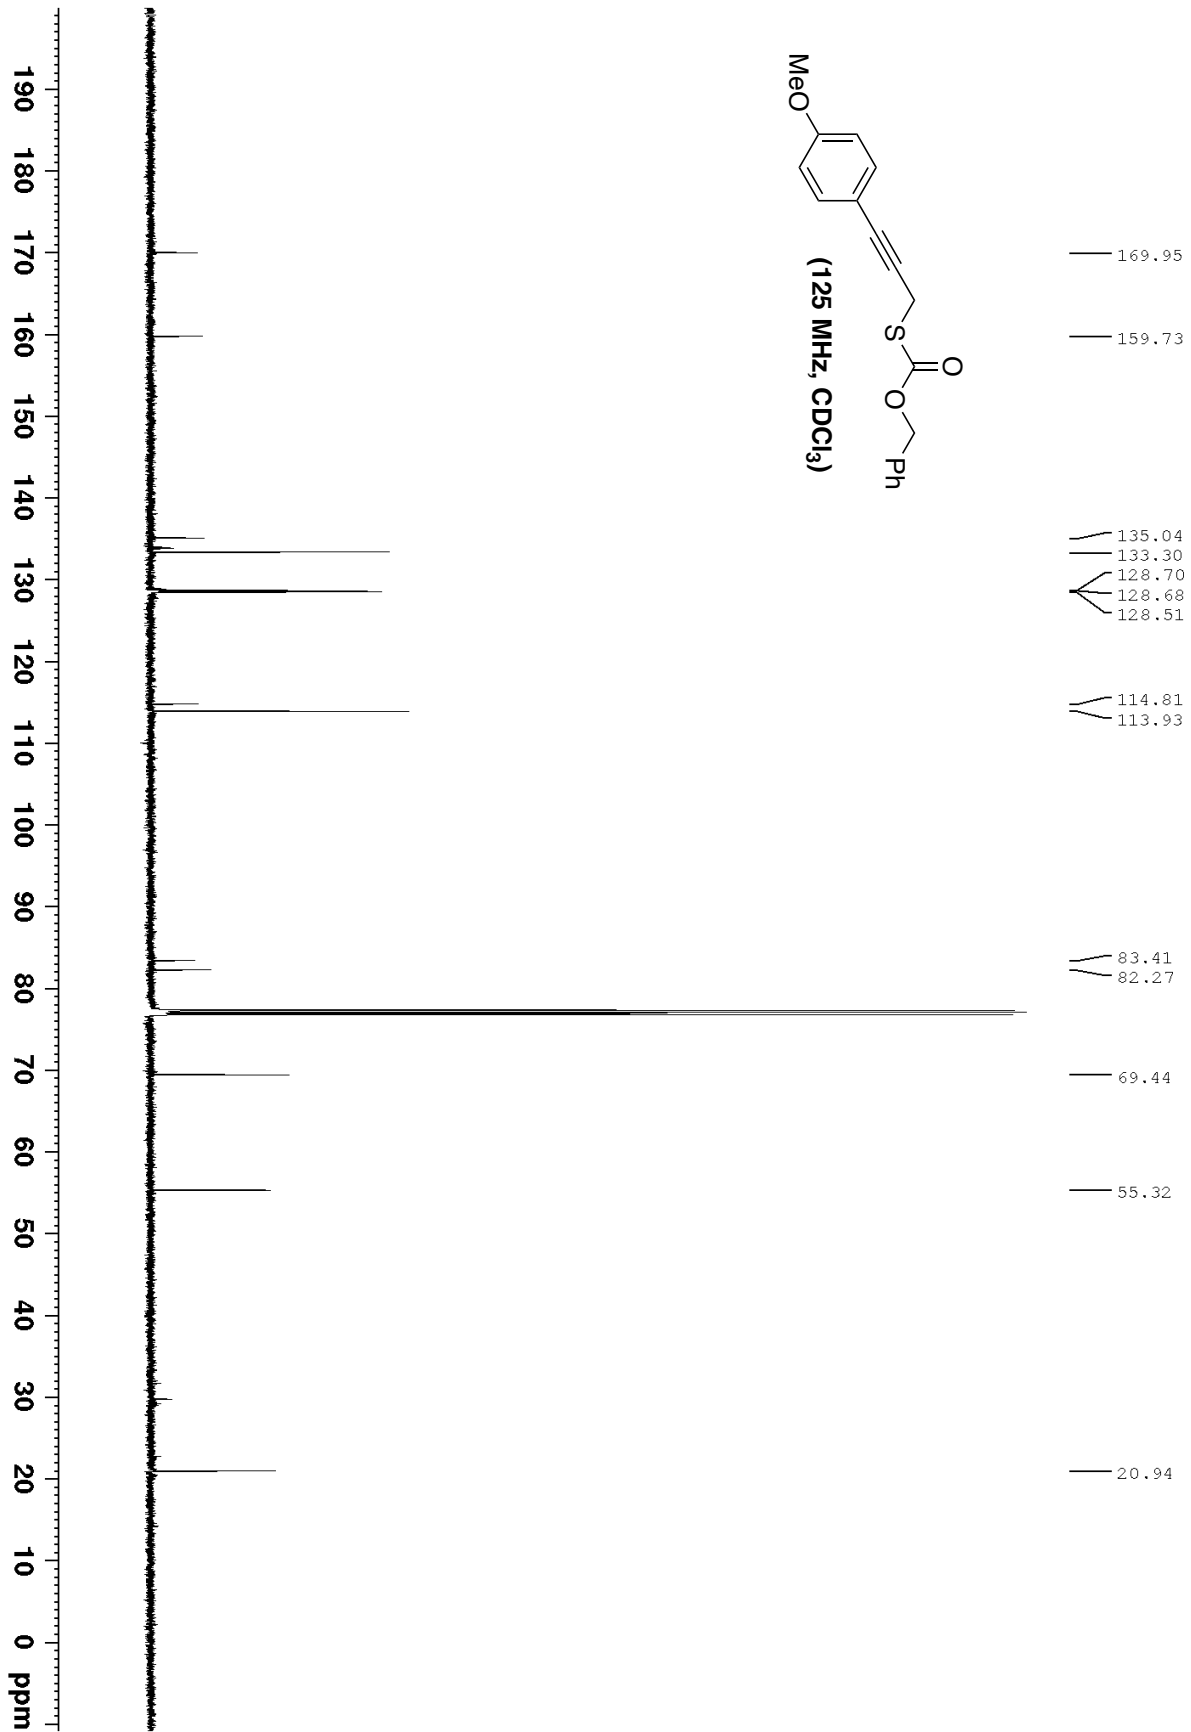 MeO
S
O
O
Ph
(125 MHz, CDCl₃)
169.95
159.73
135.04
133.30
128.70
128.68
128.51
114.81
113.93
83.41
82.27
69.44
55.32
20.94
190 180 170 160 150 140 130 120 110 100 90 80 70 60 50 40 30 20 10 0 ppm